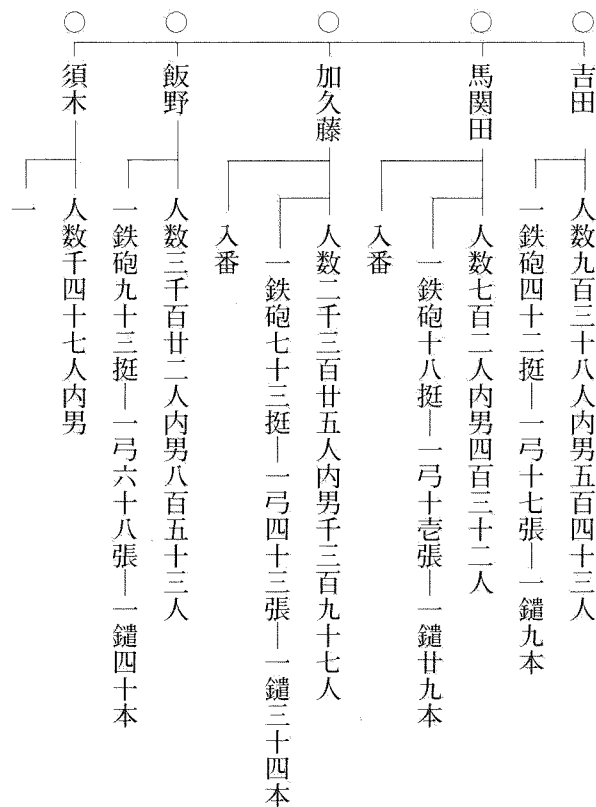 ○吉田
人数九百三十八人内男五百四十三人
一鉄砲四十二挺―一弓十七張―一鑓九本
○馬関田
人数七百二人内男四百三十二人
一鉄砲十八挺―一弓十壱張―一鑓廿九本
入番
○加久藤
人数二千三百廿五人内男千三百九十七人
一鉄砲七十三挺―一弓四十三張―一鑓三十四本
入番
○飯野
人数三千百廿二人内男八百五十三人
一鉄砲九十三挺―一弓六十八張―一鑓四十本
○須木
人数千四十七人内男
一